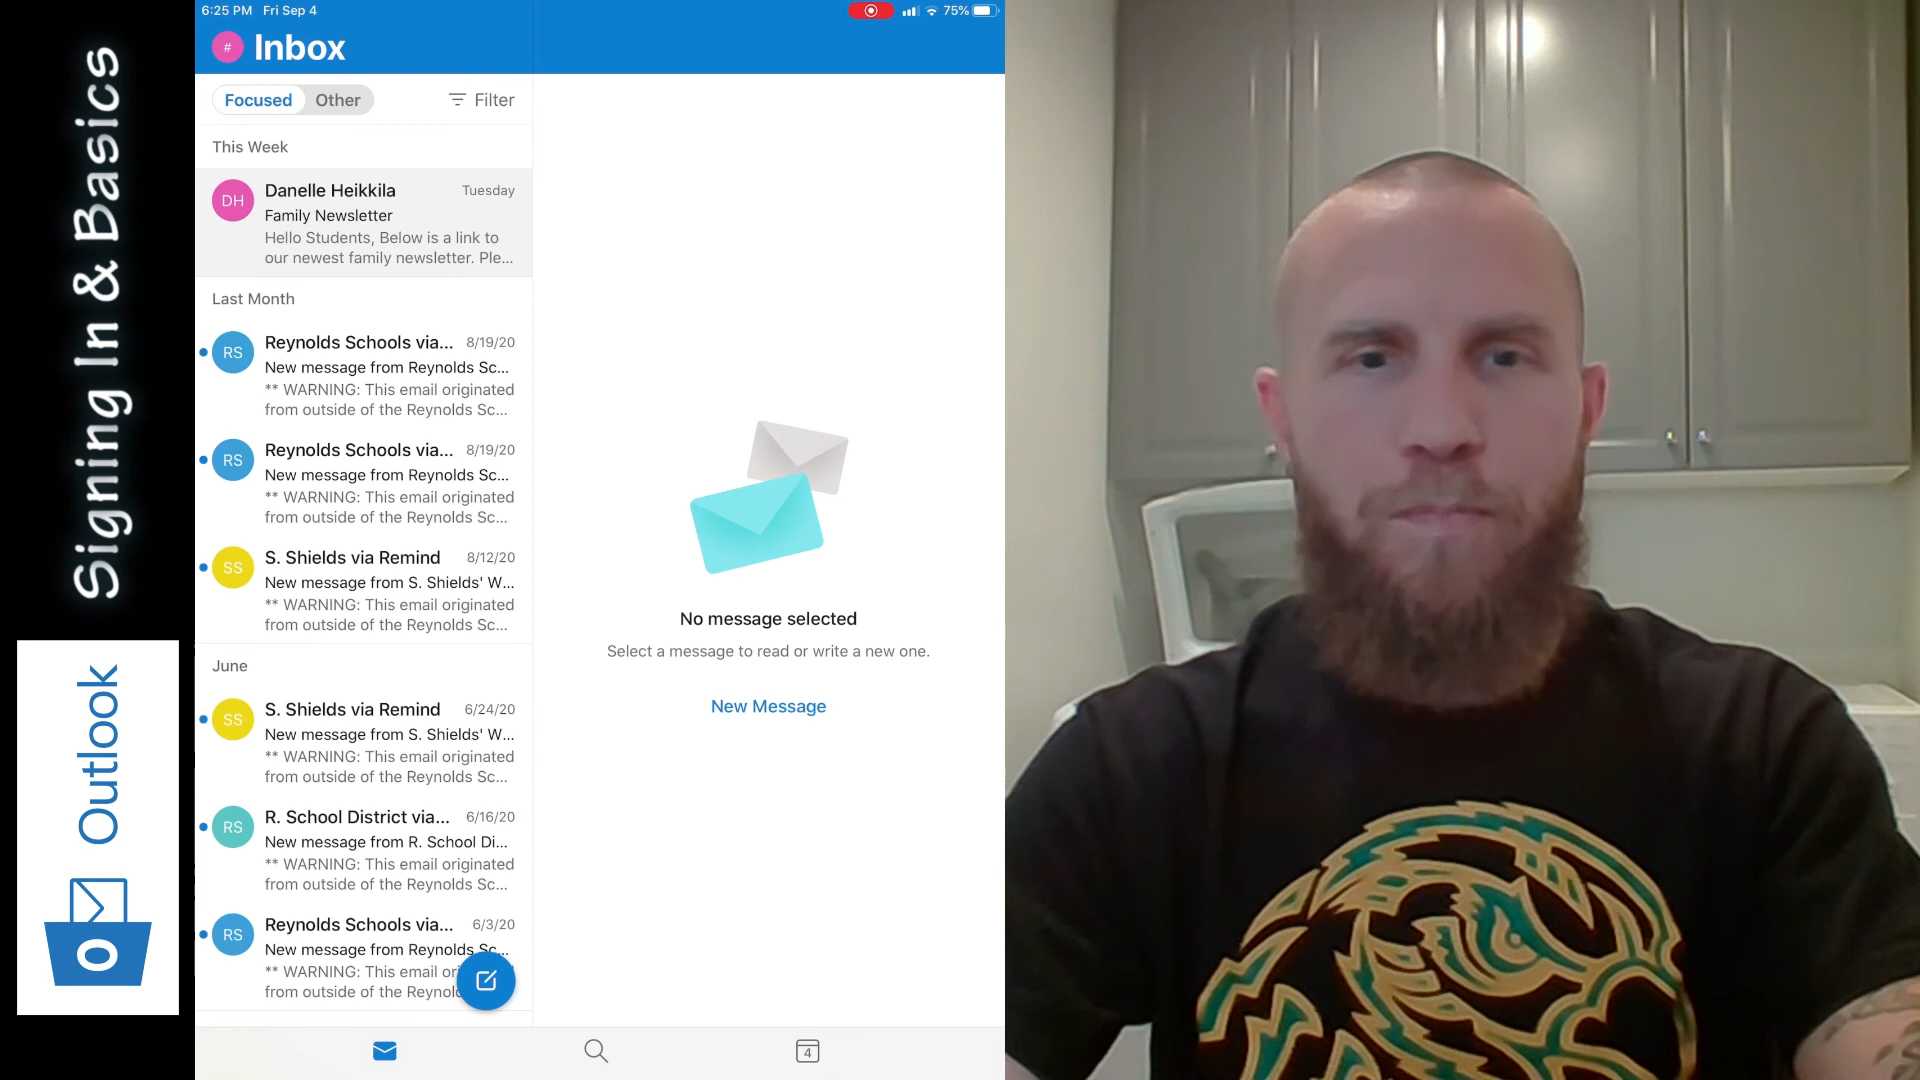 Signing In & Basics
Outlook
6:25 PM Fri Sep 4
75%
# Inbox
Focused Other Filter
This Week
DH Danelle Heikkila Tuesday
Family Newsletter
Hello Students, Below is a link to
our newest family newsletter. Ple...
Last Month
RS Reynolds Schools via... 8/19/20
New message from Reynolds Sc...
** WARNING: This email originated
from outside of the Reynolds Sc...
RS Reynolds Schools via... 8/19/20
New message from Reynolds Sc...
** WARNING: This email originated
from outside of the Reynolds Sc...
SS S. Shields via Remind 8/12/20
New message from S. Shields' W...
** WARNING: This email originated
from outside of the Reynolds Sc...
June
SS S. Shields via Remind 6/24/20
New message from S. Shields' W...
** WARNING: This email originated
from outside of the Reynolds Sc...
RS R. School District via... 6/16/20
New message from R. School Di...
** WARNING: This email originated
from outside of the Reynolds Sc...
RS Reynolds Schools via... 6/3/20
New message from Reynolds Sc...
** WARNING: This email
from outside of the
No message selected
Select a message to read or write a new one.
New Message
4